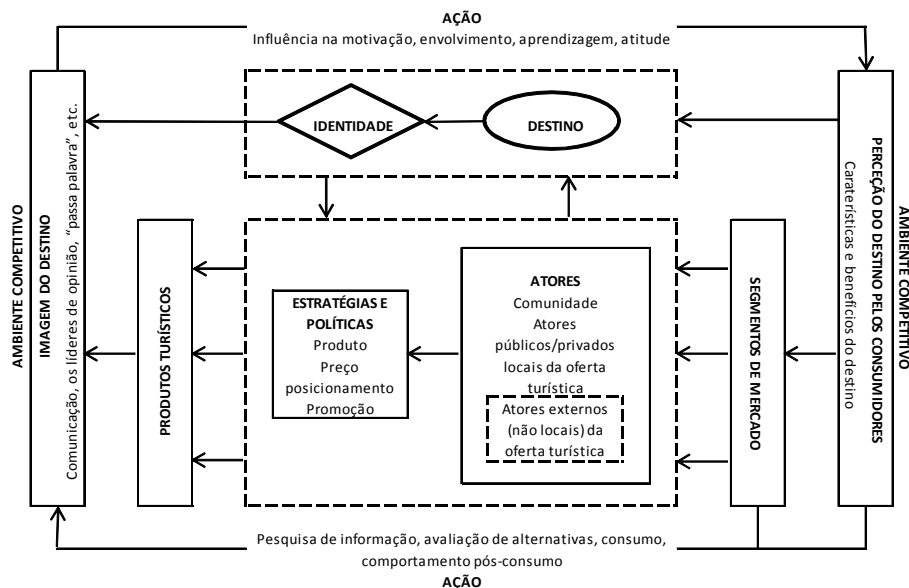 AÇÃO
Influência na motivação, envolvimento, aprendizagem, atitude
AMBIENTE COMPETITIVO
IMAGEM DO DESTINO
Comunicação, os líderes de opinião, “passa palavra”, etc.
PRODUTOS TURÍSTICOS
IDENTIDADE
DESTINO
ESTRATÉGIAS E
POLÍTICAS
Produto
Preço
posicionamento
Promoção
ATORES
Comunidade
Atores
públicos/privados
locais da oferta
turística
Atores externos
(não locais) da
oferta turística
SEGMENTOS DE MERCADO
PERCEÇÃO DO DESTINO PELOS CONSUMIDORES
Caraterísticas e benefícios do destino
AMBIENTE COMPETITIVO
Pesquisa de informação, avaliação de alternativas, consumo,
comportamento pós-consumo
AÇÃO